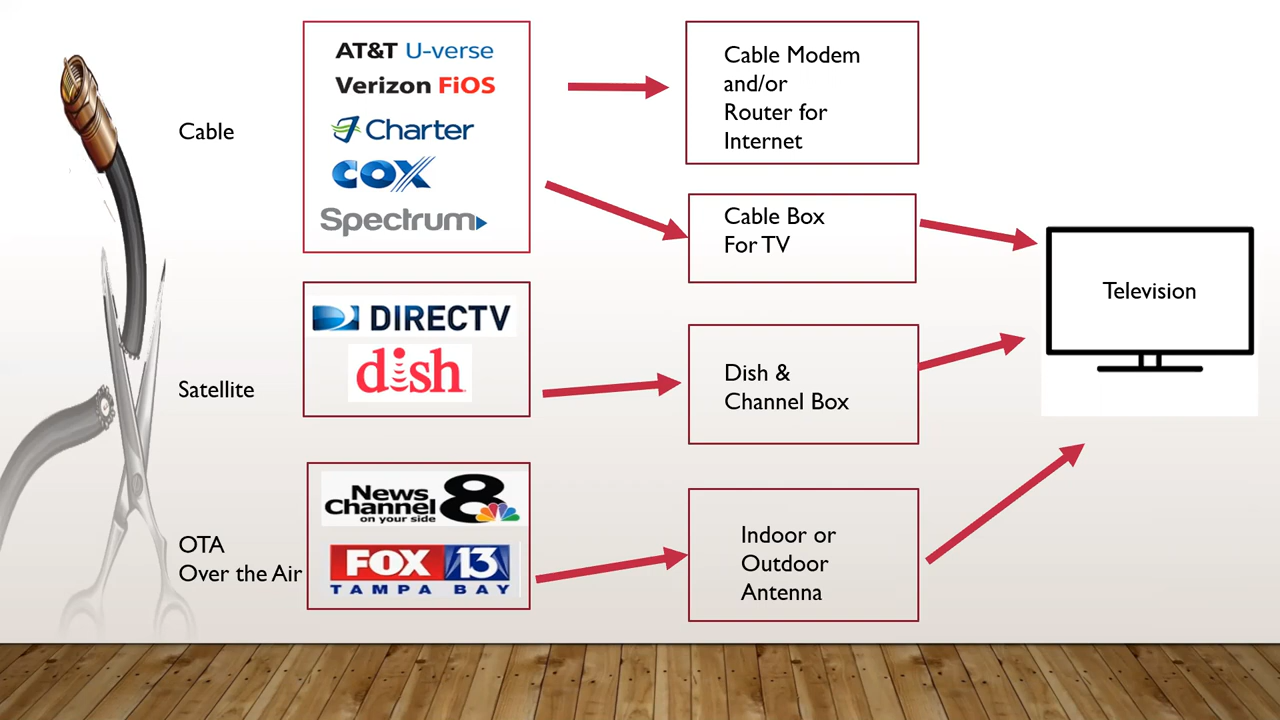 Cable
AT&T U-verse
Verizon FiOS
Charter
COX
Spectrum
Cable Modem
and/or
Router for
Internet
Cable Box
For TV
Television
Satellite
DIRECTV
dish
Dish &
Channel Box
OTA
Over the Air
News
Channel 8
on your side
FOX 13
TAMPA BAY
Indoor or
Outdoor
Antenna